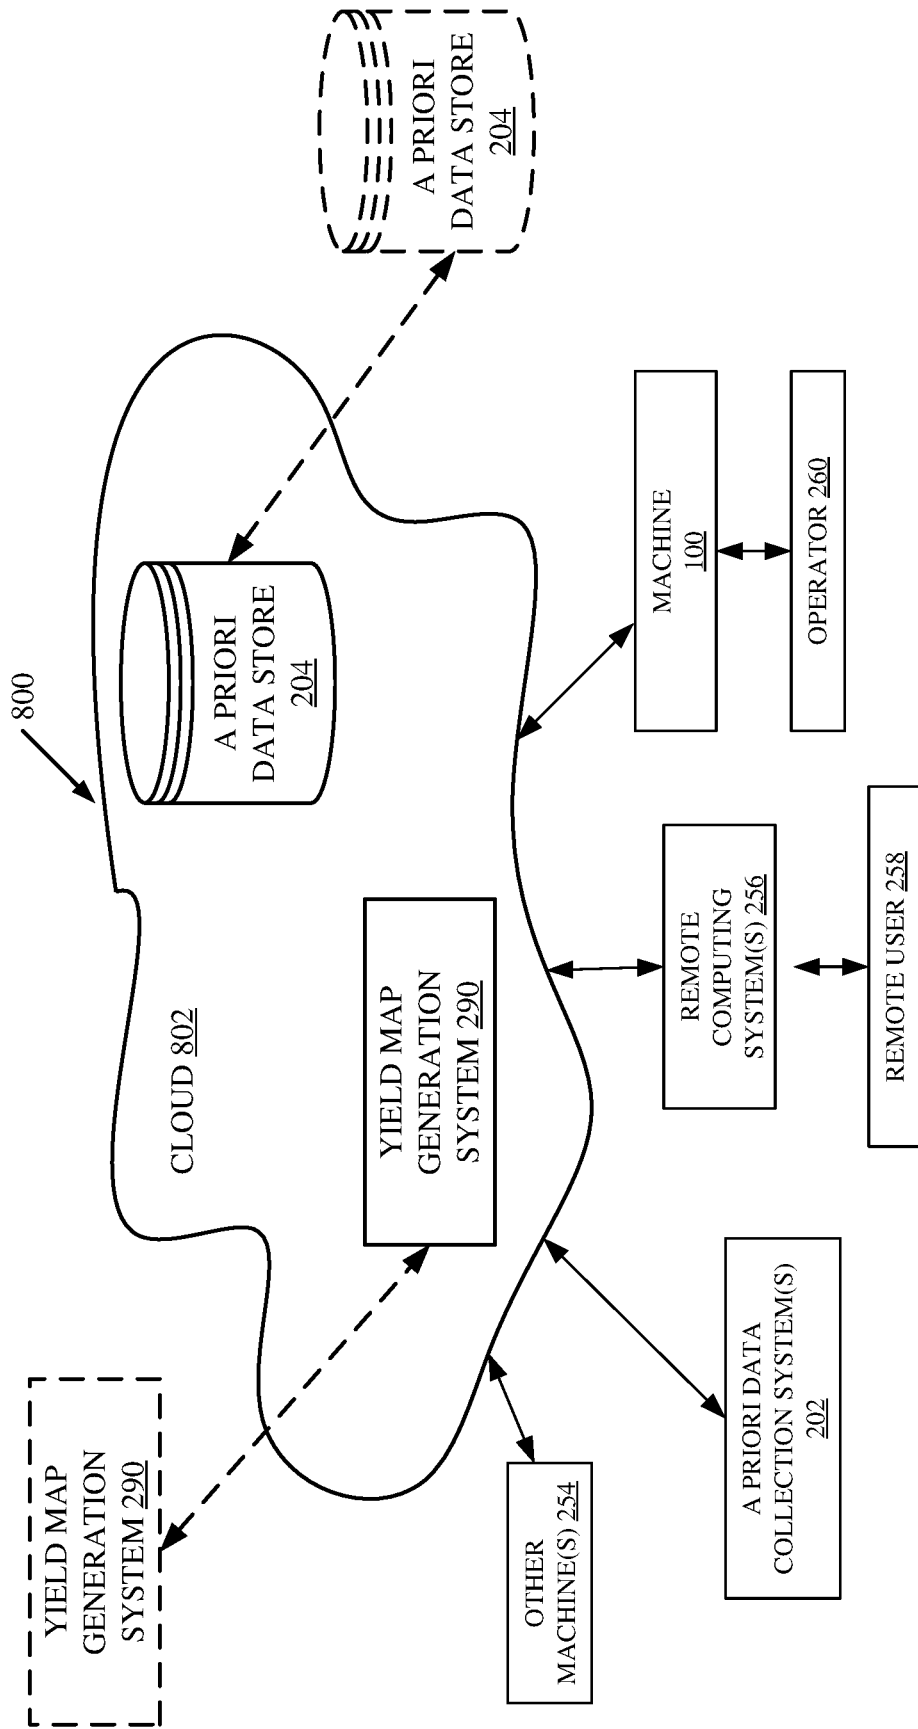 800
YIELD MAP
GENERATION
SYSTEM 290
CLOUD 802
A PRIORI
DATA STORE
204
A PRIORI
DATA STORE
204
YIELD MAP
GENERATION
SYSTEM 290
OTHER
MACHINE(S) 254
A PRIORI DATA
COLLECTION SYSTEM(S)
202
REMOTE
COMPUTING
SYSTEM(S) 256
REMOTE USER 258
MACHINE
100
OPERATOR 260